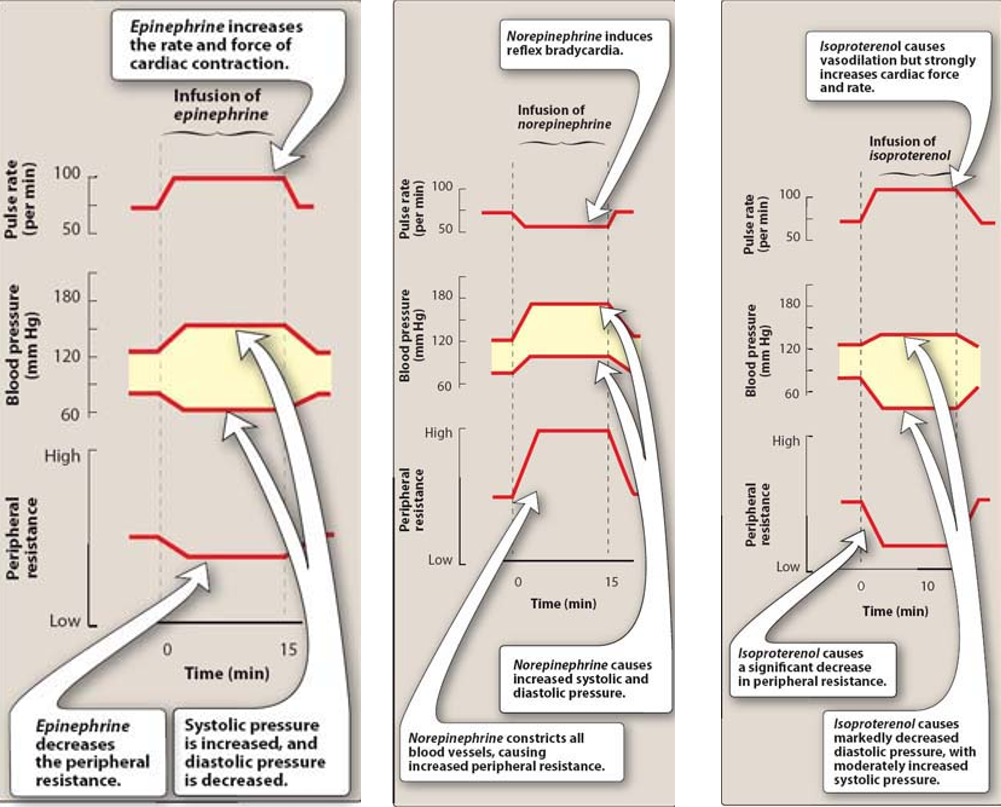 Epinephrine increases
the rate and force of
cardiac contraction.
Infusion of
epinephrine
Pulse rate
(per min)
100
50
Blood pressure
(mm Hg)
180
120
60
Peripheral
resistance
High
Low
0
15
Time (min)
Epinephrine
decreases
the peripheral
resistance.
Systolic pressure
is increased, and
diastolic pressure
is decreased.
Norepinephrine induces
reflex bradycardia.
Infusion of
norepinephrine
Pulse rate
(per min)
100
50
Blood pressure
(mm Hg)
180
120
60
Peripheral
resistance
High
Low
0
15
Time (min)
Norepinephrine causes
increased systolic and
diastolic pressure.
Norepinephrine constricts all
blood vessels, causing
increased peripheral resistance.
Isoproterenol causes
vasodilation but strongly
increases cardiac force
and rate.
Infusion of
isoproterenol
Pulse rate
(per min)
100
50
Blood pressure
(mm Hg)
180
120
60
Peripheral
resistance
High
Low
0
10
Time (min)
Isoproterenol causes
a significant decrease
in peripheral resistance.
Isoproterenol causes
markedly decreased
diastolic pressure, with
moderately increased
systolic pressure.